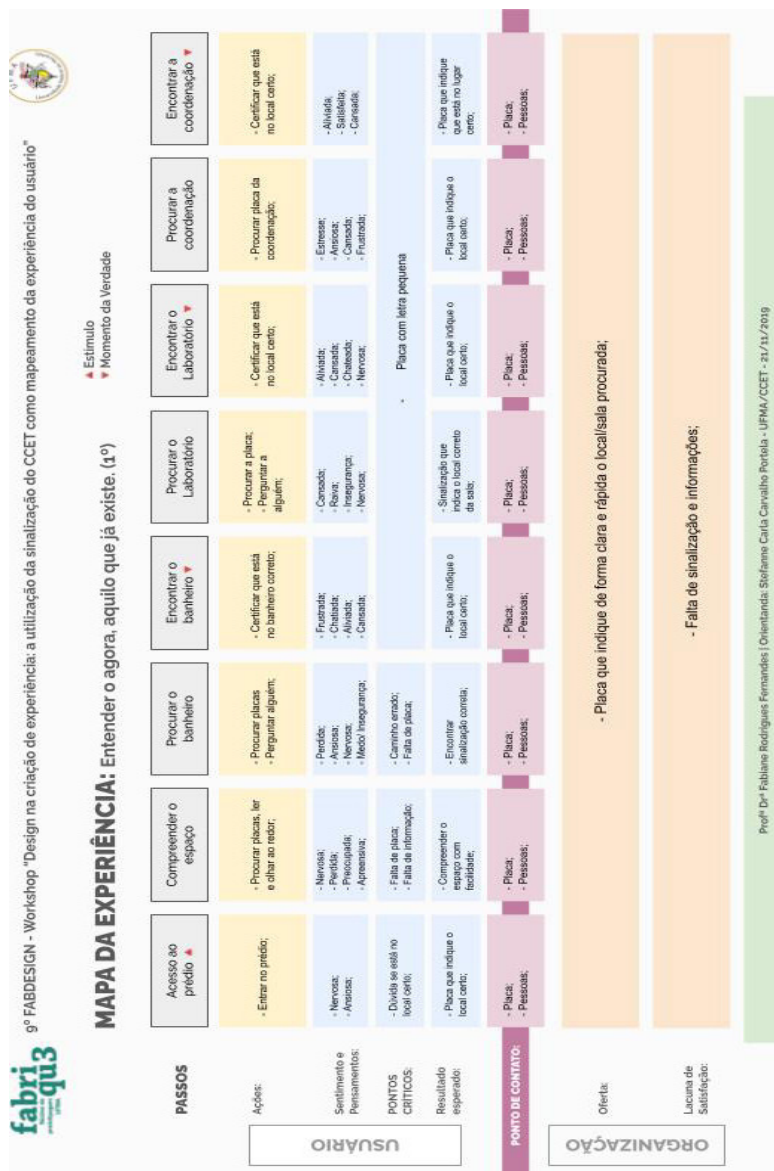 fabri
qu3
9º FABDESIGN - Workshop "Design na criação de experiência: a utilização da sinalização do CCET como mapeamento da experiência do usuário"
MAPA DA EXPERIÊNCIA: Entender o agora, aquilo que já existe. (1º)
▲ Estímulo
▼ Momento da Verdade
PASSOS
Acesso ao
prédio ▲
Compreender o
espaço
Procurar o
banheiro
Encontrar o
banheiro ▼
Procurar o
Laboratório
Encontrar o
Laboratório ▼
Procurar a
coordenação
Encontrar a
coordenação ▼
USUÁRIO
Ações:
- Entrar no prédio;
- Procurar placas, ler
e olhar ao redor;
- Procurar placas
- Perguntar alguém;
- Certificar que está
no banheiro correto;
- Procurar a placa;
- Perguntar a
alguém;
- Certificar que está
no local certo;
- Procurar placa da
coordenação;
- Certificar que está
no local certo;
Sentimento e
Pensamentos:
- Nervosa;
- Ansiosa;
- Nervosa;
- Perdida;
- Preocupada;
- Apreensiva;
- Perdida;
- Ansiosa;
- Nervosa;
- Medo/ Insegurança;
- Frustrada;
- Chatiada;
- Aliviada;
- Cansada;
- Cansada;
- Raiva;
- Insegurança;
- Nervosa;
- Aliviada;
- Cansada;
- Chateada;
- Nervosa;
- Estresse;
- Ansiosa;
- Cansada;
- Frustrada;
- Aliviada;
- Satisfeita;
- Cansada;
PONTOS
CRÍTICOS:
- Dúvida se está no
local certo;
- Falta de placa;
- Falta de informação;
- Caminho errado;
- Falta de placa;
- Placa com letra pequena
Resultado
esperado:
- Placa que indique o
local certo;
- Compreender o
espaço com
facilidade;
- Encontrar
sinalização correta;
- Placa que indique o
local certo;
- Sinalização que
indica o local correto
da sala;
- Placa que indique o
local certo;
- Placa que indique o
local certo;
- Placa que indique
que está no lugar
certo;
PONTO DE CONTATO:
- Placa;
- Pessoas;
- Placa;
- Pessoas;
- Placa;
- Pessoas;
- Placa;
- Pessoas;
- Placa;
- Pessoas;
- Placa;
- Pessoas;
- Placa;
- Pessoas;
- Placa;
- Pessoas;
ORGANIZAÇÃO
Oferta:
- Placa que indique de forma clara e rápida o local/sala procurada;
Lacuna de
Satisfação:
- Falta de sinalização e informações;
Profª Drª Fabiane Rodrigues Fernandes | Orientanda: Stefanne Carla Carvalho Portela - UFMA/CCET - 21/11/2019